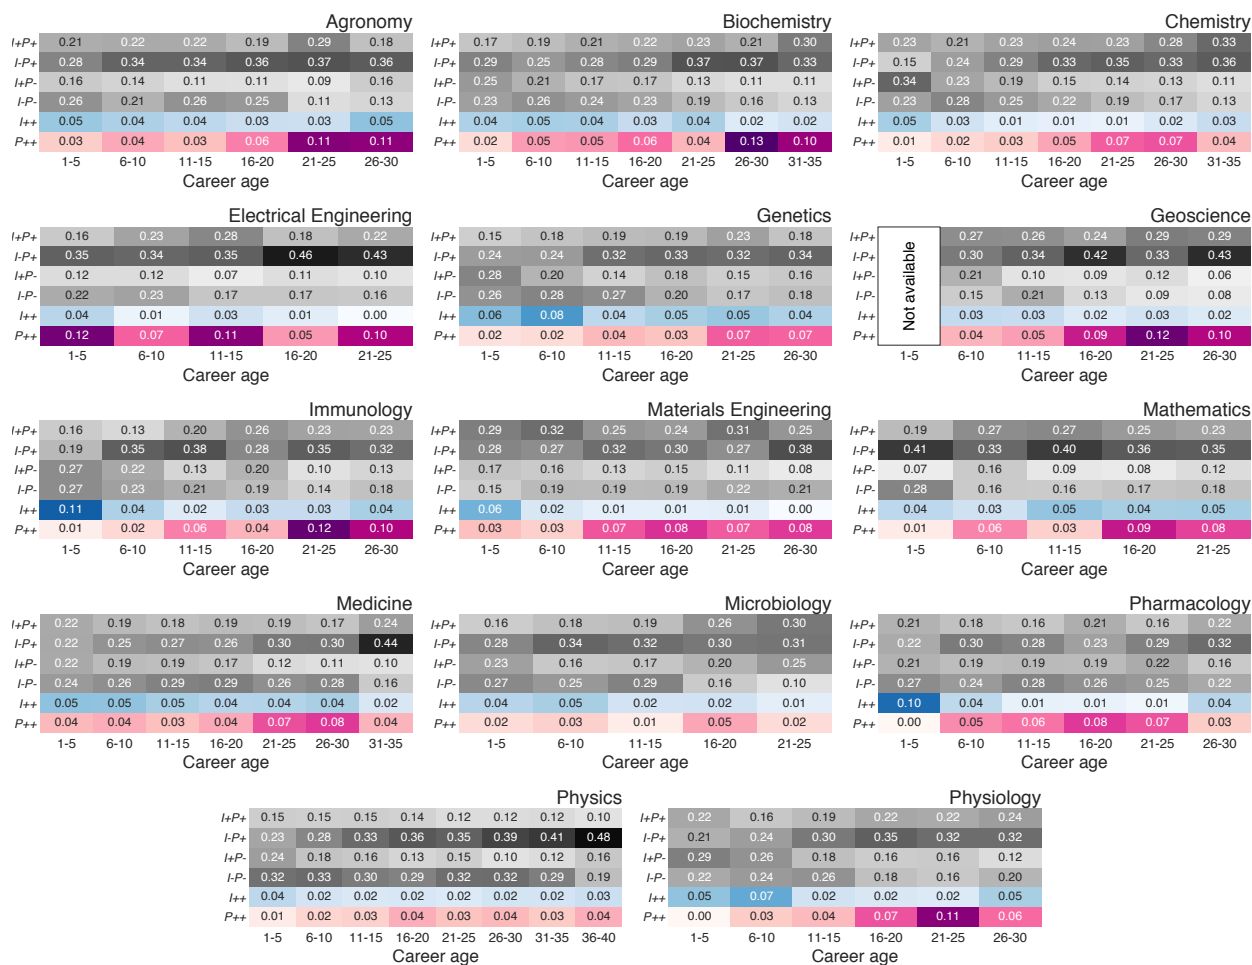 Agronomy
I+P+ 0.21 0.22 0.22 0.19 0.29 0.18
I-P+ 0.28 0.34 0.34 0.36 0.37 0.36
I+P- 0.16 0.14 0.11 0.11 0.09 0.16
I-P- 0.26 0.21 0.26 0.25 0.11 0.13
I++ 0.05 0.04 0.04 0.03 0.03 0.05
P++ 0.03 0.04 0.03 0.06 0.11 0.11
1-5 6-10 11-15 16-20 21-25 26-30
Career age
Biochemistry
0.17 0.19 0.21 0.22 0.23 0.21 0.30
0.29 0.25 0.28 0.29 0.37 0.37 0.33
0.25 0.21 0.17 0.17 0.13 0.11 0.11
0.23 0.26 0.24 0.23 0.19 0.16 0.13
0.04 0.05 0.04 0.03 0.04 0.02 0.02
0.02 0.05 0.05 0.06 0.04 0.13 0.10
1-5 6-10 11-15 16-20 21-25 26-30 31-35
Career age
Chemistry
0.23 0.21 0.23 0.24 0.23 0.28 0.33
0.15 0.24 0.29 0.33 0.35 0.33 0.36
0.34 0.23 0.19 0.15 0.14 0.13 0.11
0.23 0.28 0.25 0.22 0.19 0.17 0.13
0.05 0.03 0.01 0.01 0.02 0.02 0.03
0.01 0.02 0.03 0.05 0.07 0.07 0.04
1-5 6-10 11-15 16-20 21-25 26-30 31-35
Career age
Electrical Engineering
I+P+ 0.16 0.23 0.28 0.18 0.22
I-P+ 0.35 0.34 0.35 0.46 0.43
I+P- 0.12 0.12 0.07 0.11 0.10
I-P- 0.22 0.23 0.17 0.17 0.16
I++ 0.04 0.01 0.03 0.01 0.00
P++ 0.12 0.07 0.11 0.05 0.10
1-5 6-10 11-15 16-20 21-25
Career age
Genetics
0.15 0.18 0.19 0.19 0.23 0.18
0.24 0.24 0.32 0.33 0.32 0.34
0.28 0.20 0.14 0.18 0.15 0.16
0.26 0.28 0.27 0.20 0.17 0.18
0.06 0.08 0.04 0.05 0.05 0.04
0.02 0.02 0.04 0.03 0.07 0.07
1-5 6-10 11-15 16-20 21-25 26-30
Career age
Geoscience
Not available
0.27 0.26 0.24 0.29 0.29
0.30 0.34 0.42 0.33 0.43
0.21 0.10 0.09 0.12 0.06
0.15 0.21 0.13 0.09 0.08
0.03 0.03 0.02 0.03 0.02
0.04 0.05 0.09 0.12 0.10
1-5 6-10 11-15 16-20 21-25 26-30
Career age
Immunology
I+P+ 0.16 0.13 0.20 0.26 0.23 0.23
I-P+ 0.19 0.35 0.38 0.28 0.35 0.32
I+P- 0.27 0.22 0.13 0.20 0.10 0.13
I-P- 0.27 0.23 0.21 0.19 0.14 0.18
I++ 0.11 0.04 0.02 0.03 0.03 0.04
P++ 0.01 0.02 0.06 0.04 0.12 0.10
1-5 6-10 11-15 16-20 21-25 26-30
Career age
Materials Engineering
0.29 0.32 0.25 0.24 0.31 0.25
0.28 0.27 0.32 0.30 0.27 0.38
0.17 0.16 0.13 0.15 0.11 0.08
0.15 0.19 0.19 0.19 0.22 0.21
0.06 0.02 0.01 0.01 0.01 0.00
0.03 0.03 0.07 0.08 0.07 0.08
1-5 6-10 11-15 16-20 21-25 26-30
Career age
Mathematics
0.19 0.27 0.27 0.25 0.23
0.41 0.33 0.40 0.36 0.35
0.07 0.16 0.09 0.08 0.12
0.28 0.16 0.16 0.17 0.18
0.04 0.03 0.05 0.04 0.05
0.01 0.06 0.03 0.09 0.08
1-5 6-10 11-15 16-20 21-25
Career age
Medicine
I+P+ 0.22 0.19 0.18 0.19 0.19 0.17 0.24
I-P+ 0.22 0.25 0.27 0.26 0.30 0.30 0.44
I+P- 0.22 0.19 0.19 0.17 0.12 0.11 0.10
I-P- 0.24 0.26 0.29 0.29 0.26 0.28 0.16
I++ 0.05 0.05 0.05 0.04 0.04 0.04 0.02
P++ 0.04 0.04 0.03 0.04 0.07 0.08 0.04
1-5 6-10 11-15 16-20 21-25 26-30 31-35
Career age
Microbiology
0.16 0.18 0.19 0.26 0.30
0.28 0.34 0.32 0.30 0.31
0.23 0.16 0.17 0.20 0.25
0.27 0.25 0.29 0.16 0.10
0.04 0.05 0.02 0.02 0.01
0.02 0.03 0.01 0.05 0.02
1-5 6-10 11-15 16-20 21-25
Career age
Pharmacology
0.21 0.18 0.16 0.21 0.16 0.22
0.22 0.30 0.28 0.23 0.29 0.32
0.21 0.19 0.19 0.19 0.22 0.16
0.27 0.24 0.28 0.26 0.25 0.22
0.10 0.04 0.01 0.01 0.01 0.04
0.00 0.05 0.06 0.08 0.07 0.03
1-5 6-10 11-15 16-20 21-25 26-30
Career age
Physics
I+P+ 0.15 0.15 0.15 0.14 0.12 0.12 0.12 0.10
I-P+ 0.23 0.28 0.33 0.36 0.35 0.39 0.41 0.48
I+P- 0.24 0.18 0.16 0.13 0.15 0.10 0.12 0.16
I-P- 0.32 0.33 0.30 0.29 0.32 0.32 0.29 0.19
I++ 0.04 0.02 0.02 0.02 0.02 0.02 0.02 0.03
P++ 0.01 0.02 0.03 0.04 0.03 0.04 0.03 0.04
1-5 6-10 11-15 16-20 21-25 26-30 31-35 36-40
Career age
Physiology
I+P+ 0.22 0.16 0.19 0.22 0.22 0.24
I-P+ 0.21 0.24 0.30 0.35 0.32 0.32
I+P- 0.29 0.26 0.18 0.16 0.16 0.12
I-P- 0.22 0.24 0.26 0.18 0.16 0.20
I++ 0.05 0.07 0.02 0.02 0.02 0.05
P++ 0.00 0.03 0.04 0.07 0.11 0.06
1-5 6-10 11-15 16-20 21-25 26-30
Career age